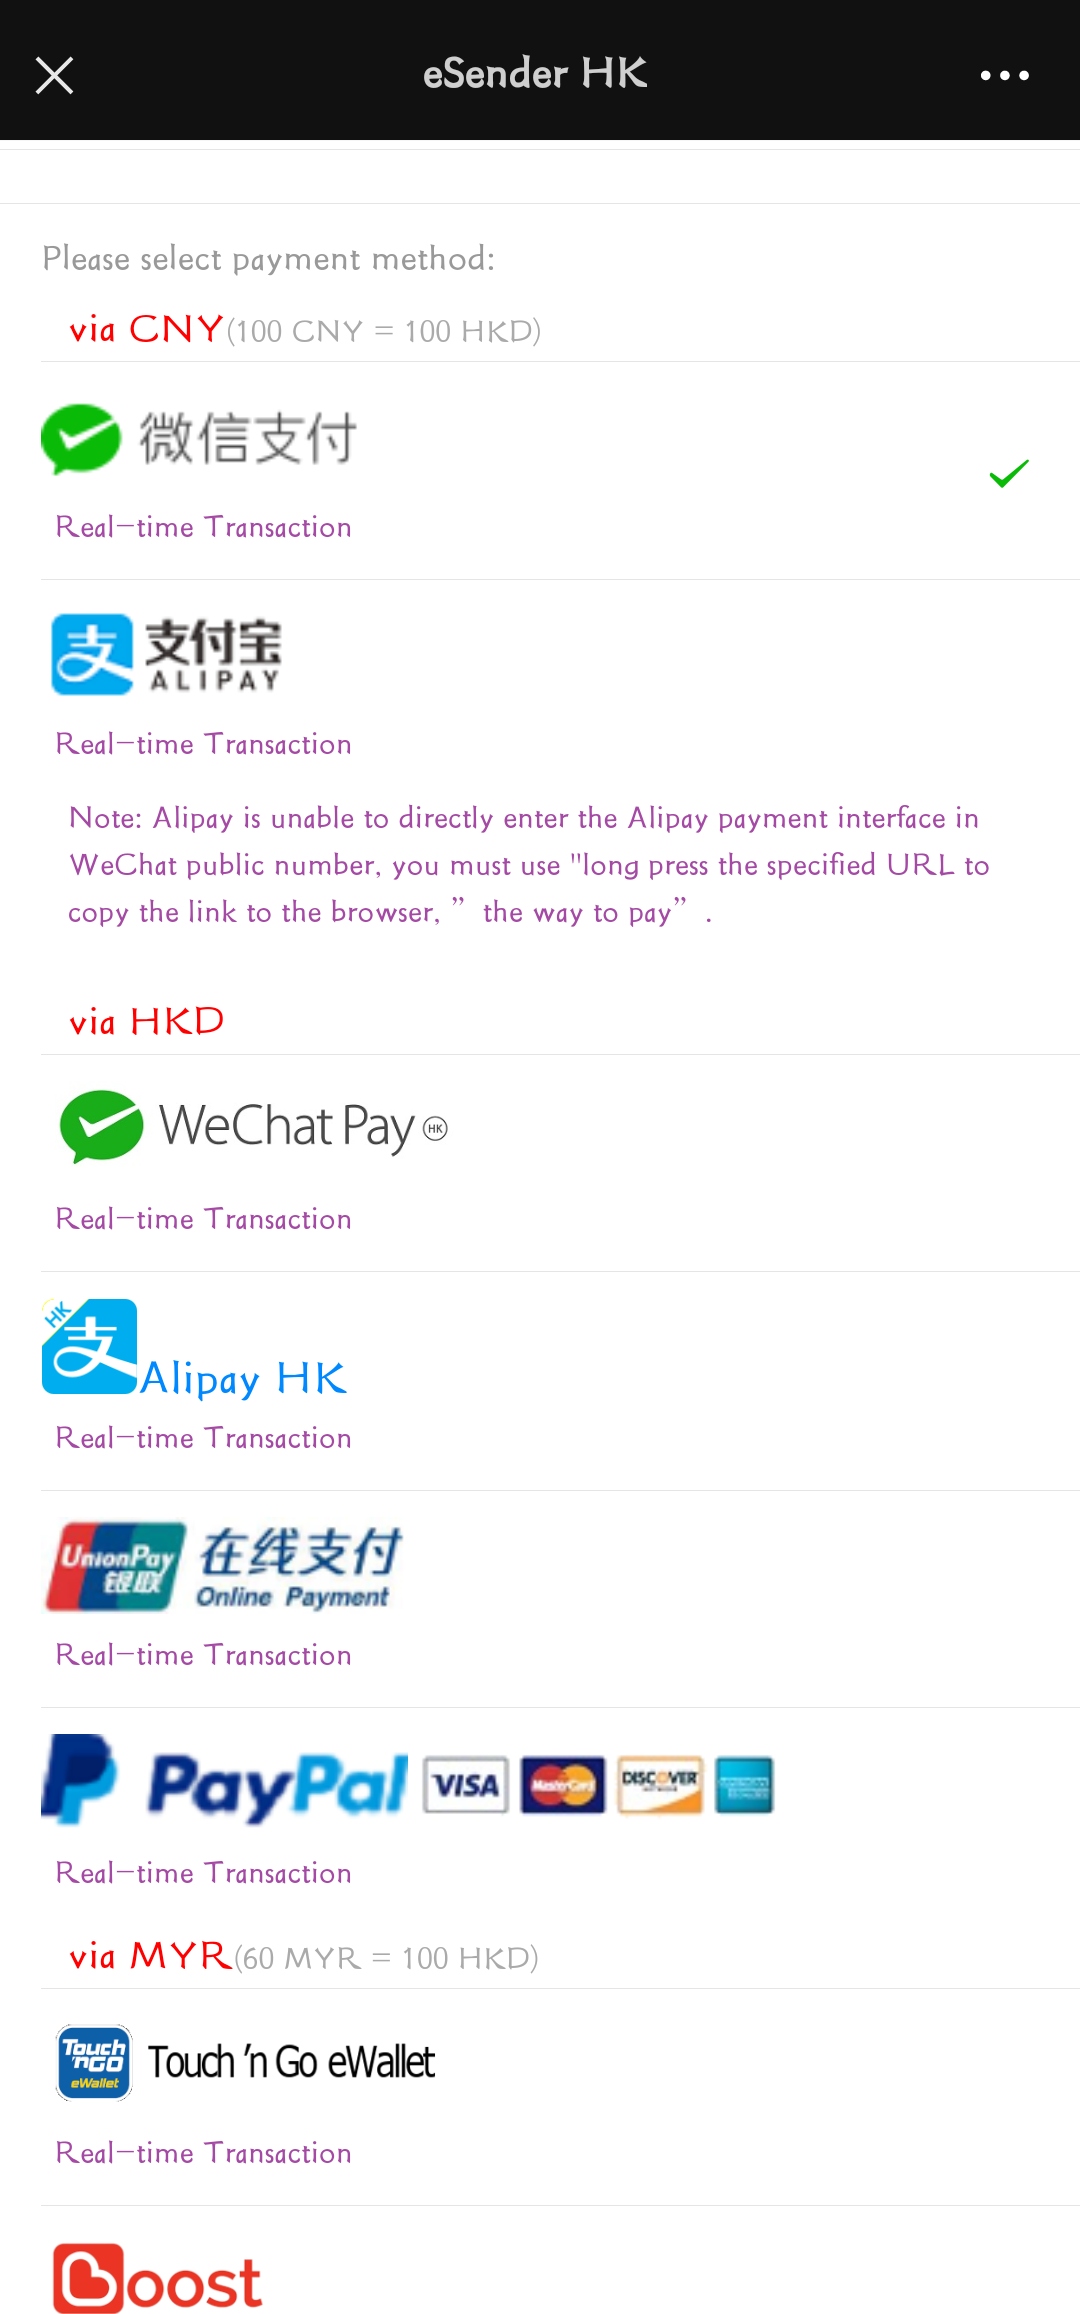 eSender HK
Please select payment method:
via CNY(100 CNY = 100 HKD)
微信支付
Real-time Transaction
支 支付宝
ALIPAY
Real-time Transaction
Note: Alipay is unable to directly enter the Alipay payment interface in
WeChat public number, you must use "long press the specified URL to
copy the link to the browser, ” the way to pay” .
via HKD
WeChat Pay HK
Real-time Transaction
HK
支
Alipay HK
Real-time Transaction
UnionPay 在线支付
银联 Online Payment
Real-time Transaction
PayPal VISA MasterCard DISCOVER
Real-time Transaction
via MYR(60 MYR = 100 HKD)
Touch 'n Go eWallet
Touch 'n Go eWallet
Real-time Transaction
Boost